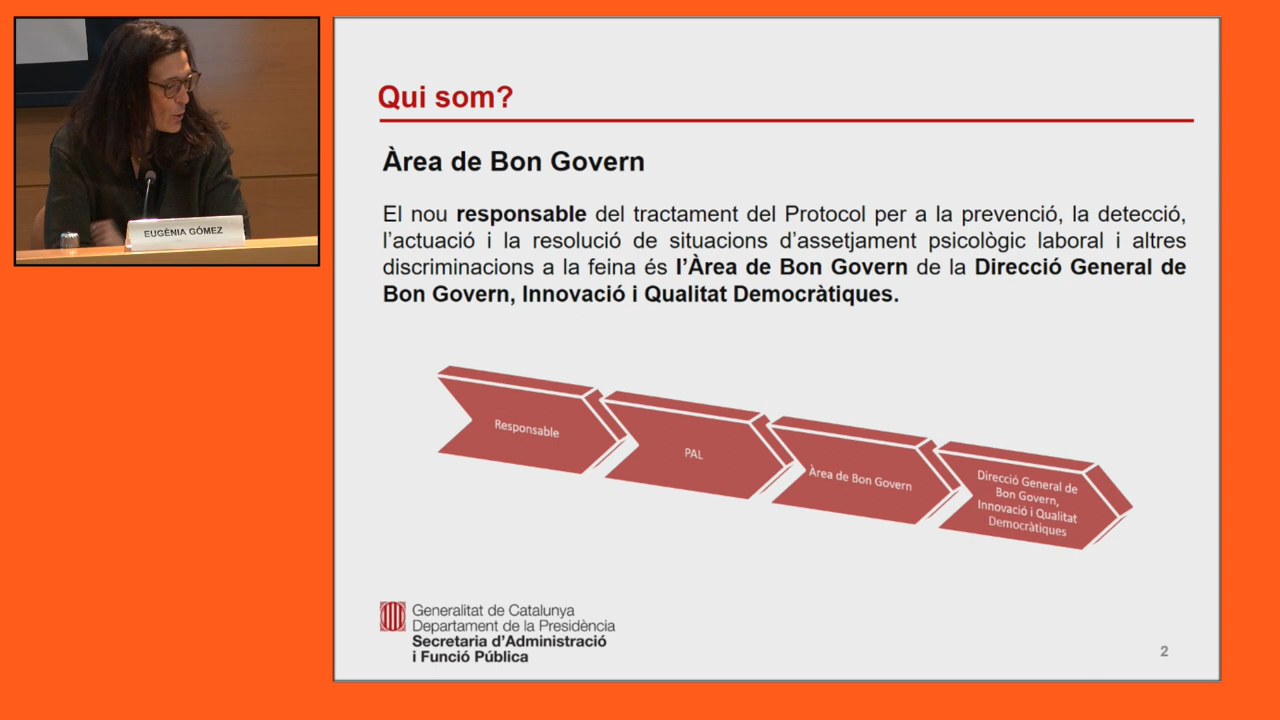 EUGÈNIA GÓMEZ
Qui som?
Àrea de Bon Govern
El nou responsable del tractament del Protocol per a la prevenció, la detecció,
l'actuació i la resolució de situacions d'assetjament psicològic laboral i altres
discriminacions a la feina és l'Àrea de Bon Govern de la Direcció General de
Bon Govern, Innovació i Qualitat Democràtiques.
Responsable
PAL
Àrea de Bon Govern
Direcció General de
Bon Govern,
Innovació i Qualitat
Democràtiques
Generalitat de Catalunya
Departament de la Presidència
Secretaria d'Administració
i Funció Pública
2